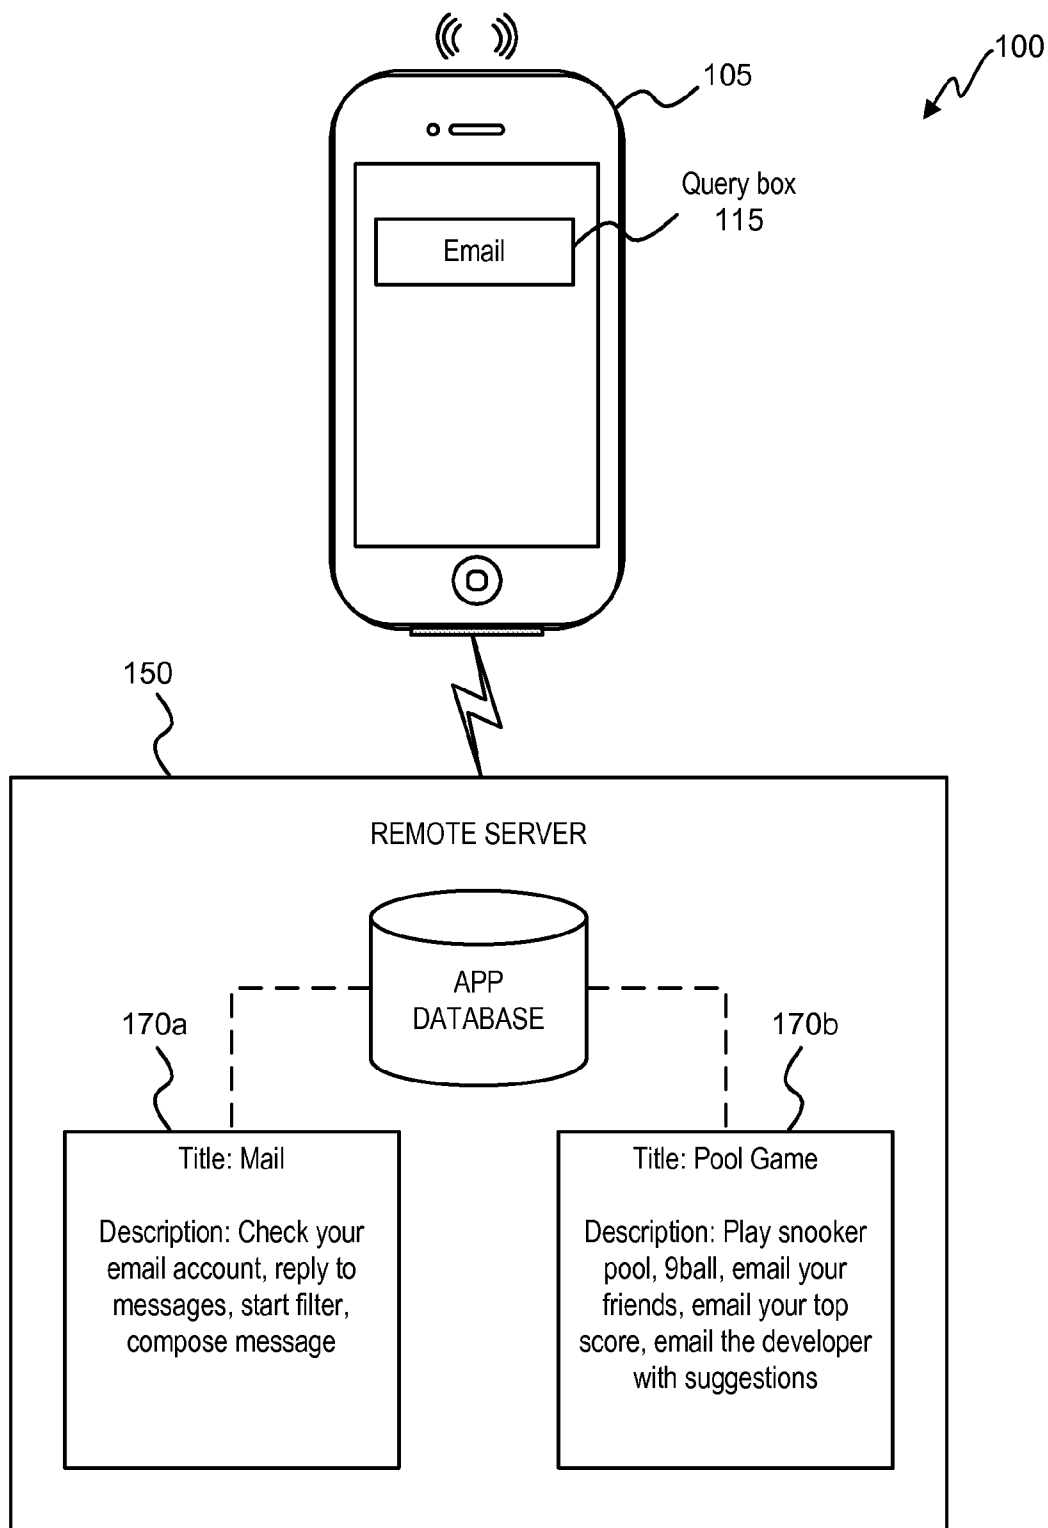 100
105
Query box
115
Email
150
REMOTE SERVER
APP
DATABASE
170a
170b
Title: Mail
Description: Check your
email account, reply to
messages, start filter,
compose message
Title: Pool Game
Description: Play snooker
pool, 9ball, email your
friends, email your top
score, email the developer
with suggestions